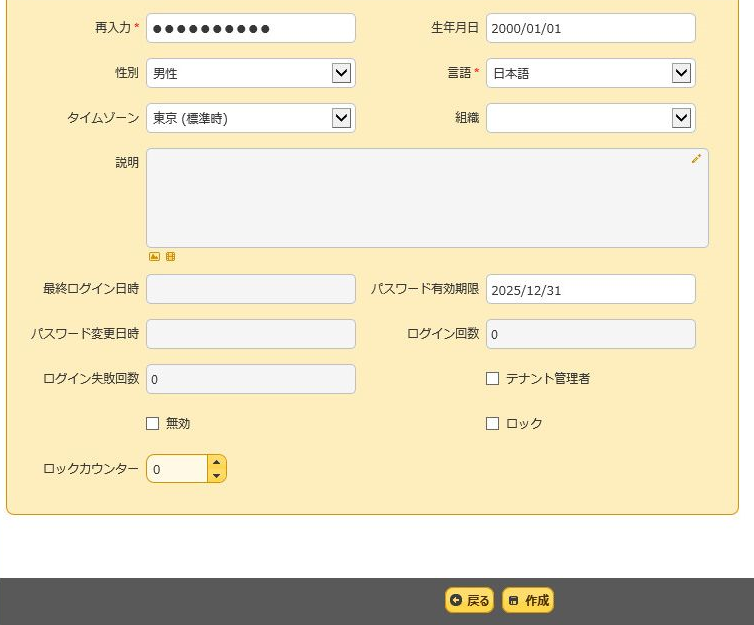 再入力* ●●●●●●●●●● 生年月日 2000/01/01
性別 男性 言語* 日本語
タイムゾーン 東京 (標準時) 組織
説明
最終ログイン日時 パスワード有効期限 2025/12/31
パスワード変更日時 ログイン回数 0
ログイン失敗回数 0 テナント管理者
無効 ロック
ロックカウンター 0
戻る 作成